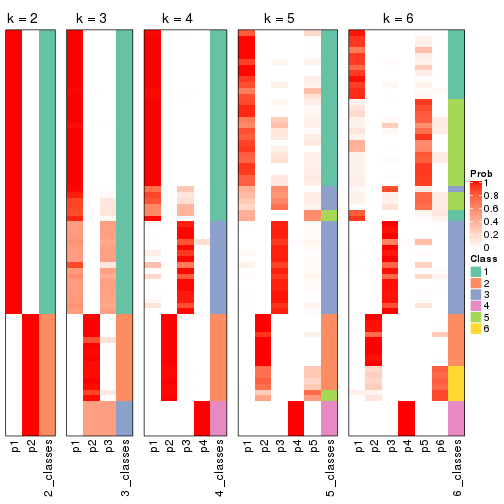 k = 2
k = 3
k = 4
k = 5
k = 6
Prob
1
0.8
0.6
0.4
0.2
0
Class
1
2
3
4
5
6
p1
p2
2_classes
p1
p2
p3
3_classes
p1
p2
p3
p4
4_classes
p1
p2
p3
p4
p5
5_classes
p1
p2
p3
p4
p5
p6
6_classes